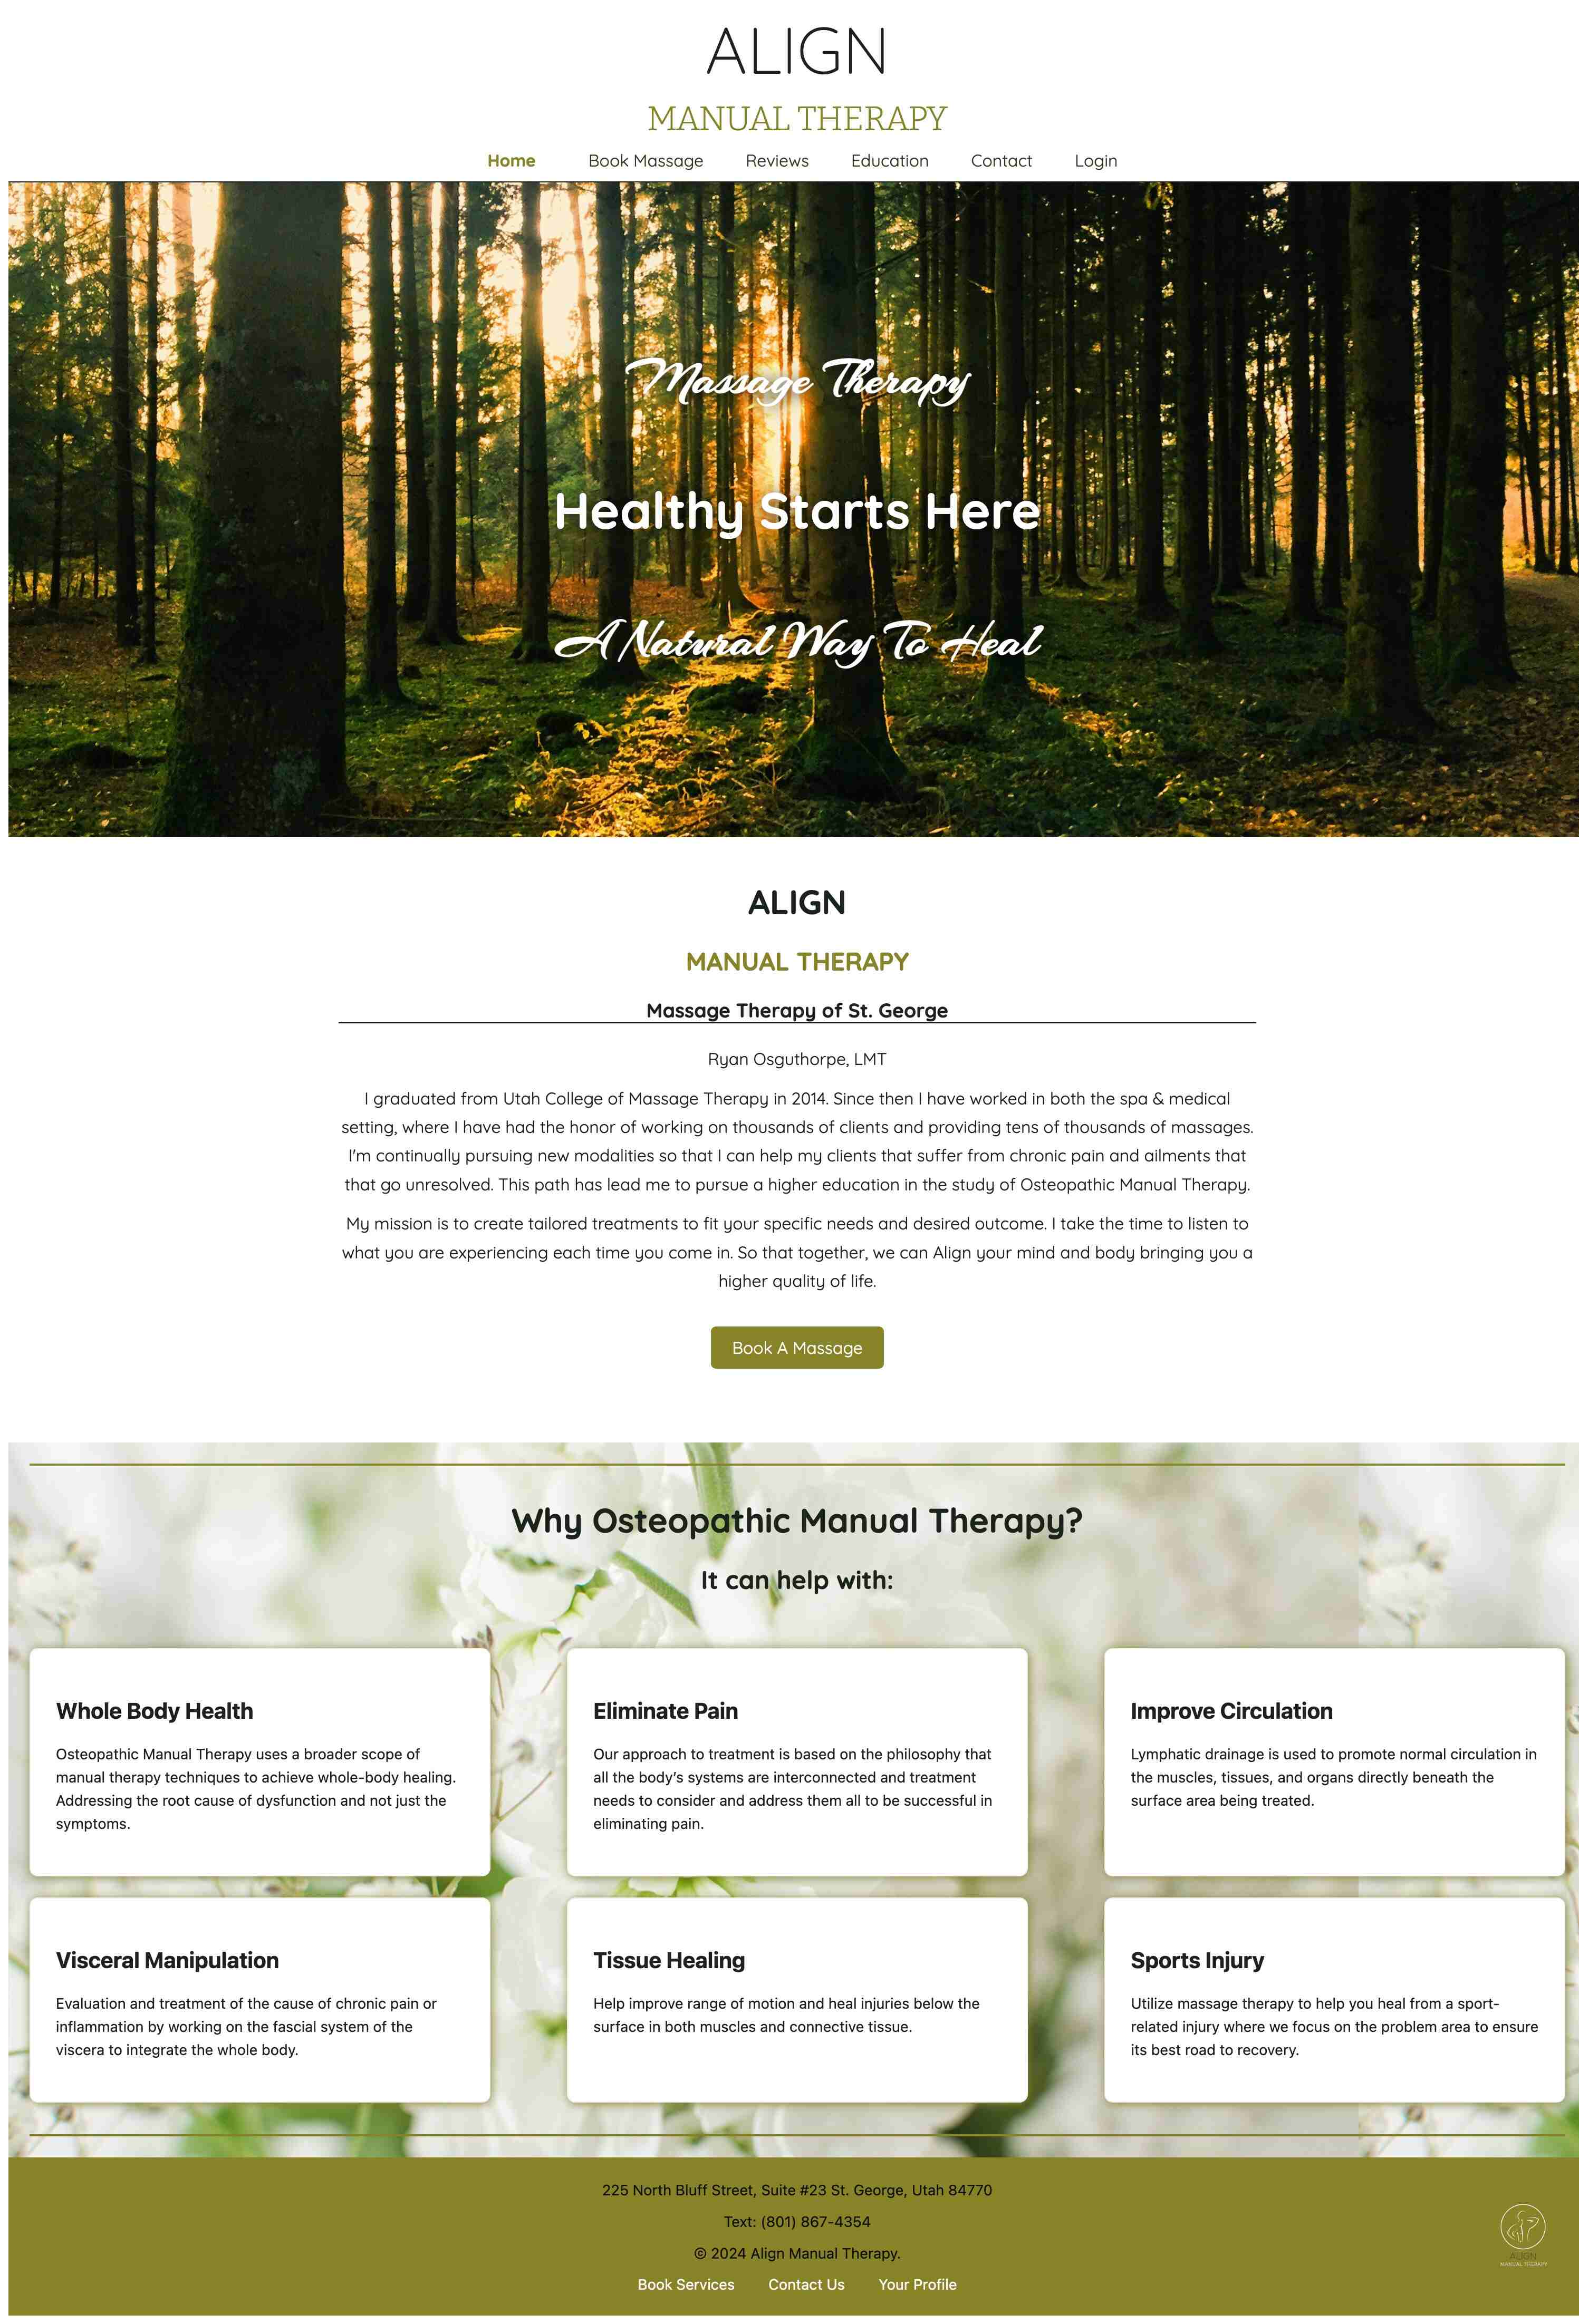 ALIGN
MANUAL THERAPY
Home Book Massage Reviews Education Contact Login
Massage Therapy
Healthy Starts Here
A Natural Way To Heal
ALIGN
MANUAL THERAPY
Massage Therapy of St. George
Ryan Osguthorpe, LMT
I graduated from Utah College of Massage Therapy in 2014. Since then I have worked in both the spa & medical
setting, where I have had the honor of working on thousands of clients and providing tens of thousands of massages.
I'm continually pursuing new modalities so that I can help my clients that suffer from chronic pain and ailments that
that go unresolved. This path has lead me to pursue a higher education in the study of Osteopathic Manual Therapy.
My mission is to create tailored treatments to fit your specific needs and desired outcome. I take the time to listen to
what you are experiencing each time you come in. So that together, we can Align your mind and body bringing you a
higher quality of life.
Book A Massage
Why Osteopathic Manual Therapy?
It can help with:
Whole Body Health
Osteopathic Manual Therapy uses a broader scope of
manual therapy techniques to achieve whole-body healing.
Addressing the root cause of dysfunction and not just the
symptoms.
Eliminate Pain
Our approach to treatment is based on the philosophy that
all the body's systems are interconnected and treatment
needs to consider and address them all to be successful in
eliminating pain.
Improve Circulation
Lymphatic drainage is used to promote normal circulation in
the muscles, tissues, and organs directly beneath the
surface area being treated.
Visceral Manipulation
Evaluation and treatment of the cause of chronic pain or
inflammation by working on the fascial system of the
viscera to integrate the whole body.
Tissue Healing
Help improve range of motion and heal injuries below the
surface in both muscles and connective tissue.
Sports Injury
Utilize massage therapy to help you heal from a sport-
related injury where we focus on the problem area to ensure
its best road to recovery.
225 North Bluff Street, Suite #23 St. George, Utah 84770
Text: (801) 867-4354
© 2024 Align Manual Therapy.
Book Services Contact Us Your Profile
ALIGN
MANUAL THERAPY